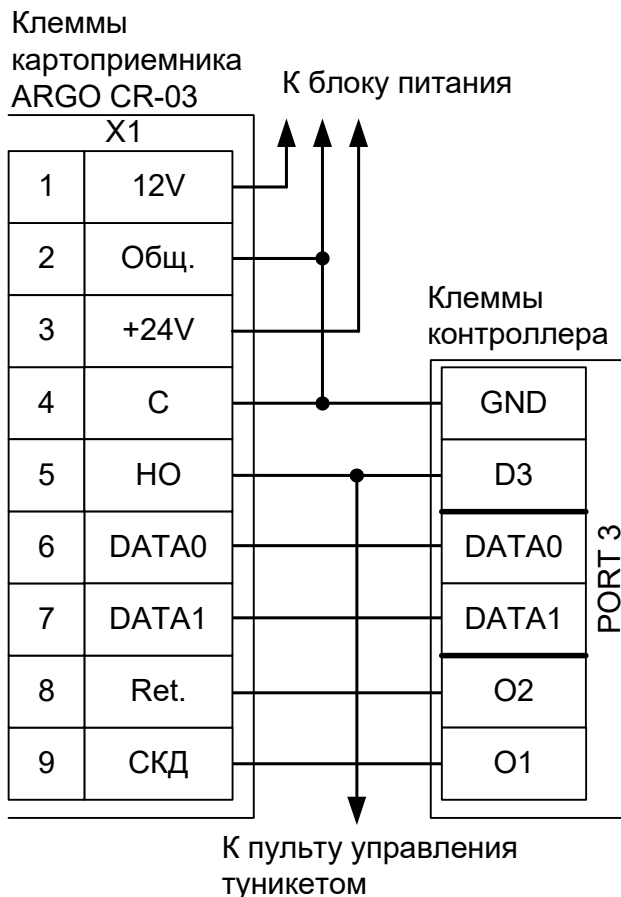 Клеммы
картоприемника
ARGO CR-03
К блоку питания
X1
1 12V
2 Общ.
3 +24V
4 C
5 НО
6 DATA0
7 DATA1
8 Ret.
9 СКД
Клеммы
контроллера
GND
D3
DATA0
DATA1
O2
O1
PORT 3
К пульту управления
туникетом